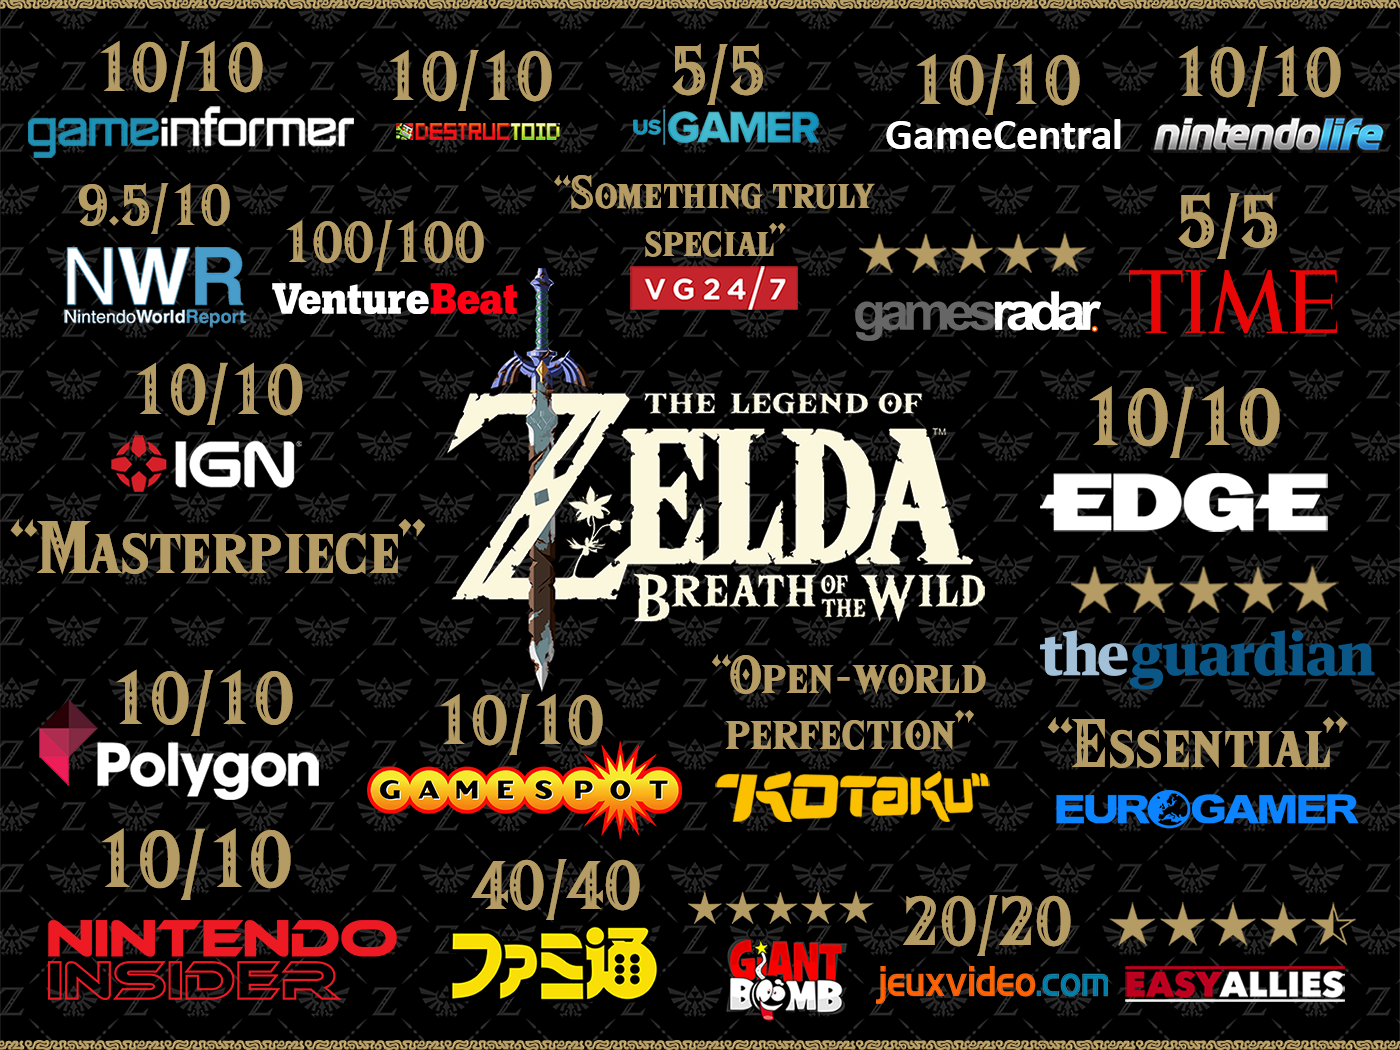 10/10
gameinformer
10/10
DESTRUCTOID
5/5
US GAMER
10/10
GameCentral
10/10
nintendolife
9.5/10
NWR
NintendoWorldReport
100/100
VentureBeat
“Something truly
special”
VG24/7
gamesradar.
5/5
TIME
10/10
IGN
“Masterpiece”
THE LEGEND OF
ZELDA™
BREATH OF THE WILD
10/10
EDGE
theguardian
“Essential”
EUROGAMER
10/10
Polygon
10/10
GAMESPOT
“Open-world
perfection”
KOTAKU
10/10
NINTENDO
INSIDER
40/40
ファミ通
GIANT
BOMB
20/20
jeuxvideo.com
EASYALLIES